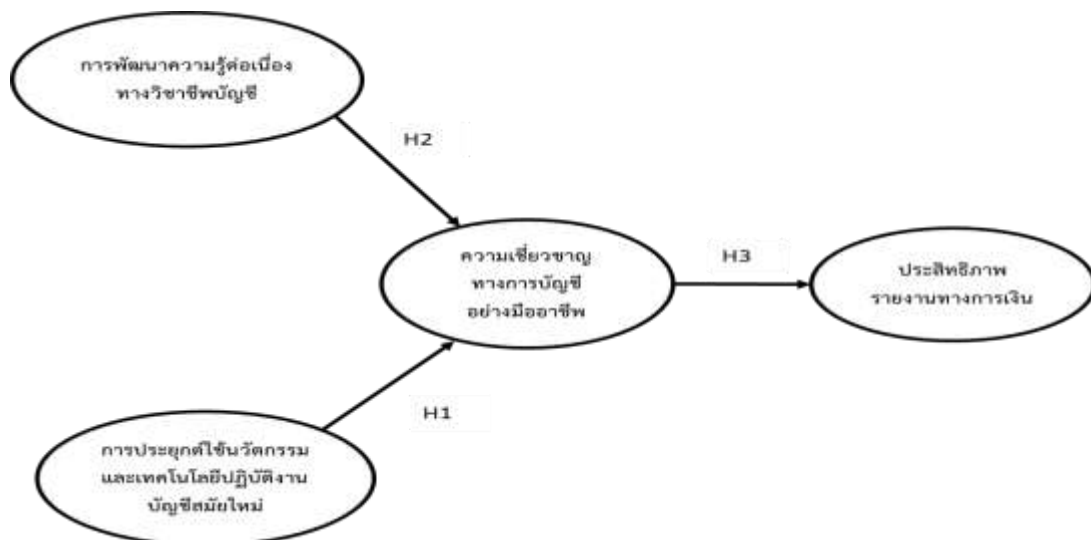 การพัฒนาความรู้ต่อเนื่อง
ทางวิชาชีพบัญชี
H2
ความเชี่ยวชาญ
ทางการบัญชี
อย่างมืออาชีพ
H3
ประสิทธิภาพ
รายงานทางการเงิน
H1
การประยุกต์ใช้นวัตกรรม
และเทคโนโลยีปฏิบัติงาน
บัญชีสมัยใหม่